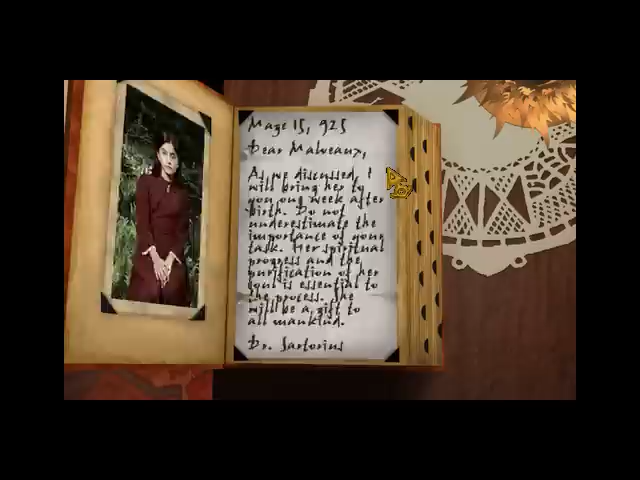 Mage 15, 925
Dear Malveaux,
As we discussed, I
will bring her to
you one week after
birth. Do not
underestimate the
importance of your
task. Her spiritual
progress and the
purification of her
soul is essential to
the process. She
will be a gift to
all mankind.
Dr. Sartorius